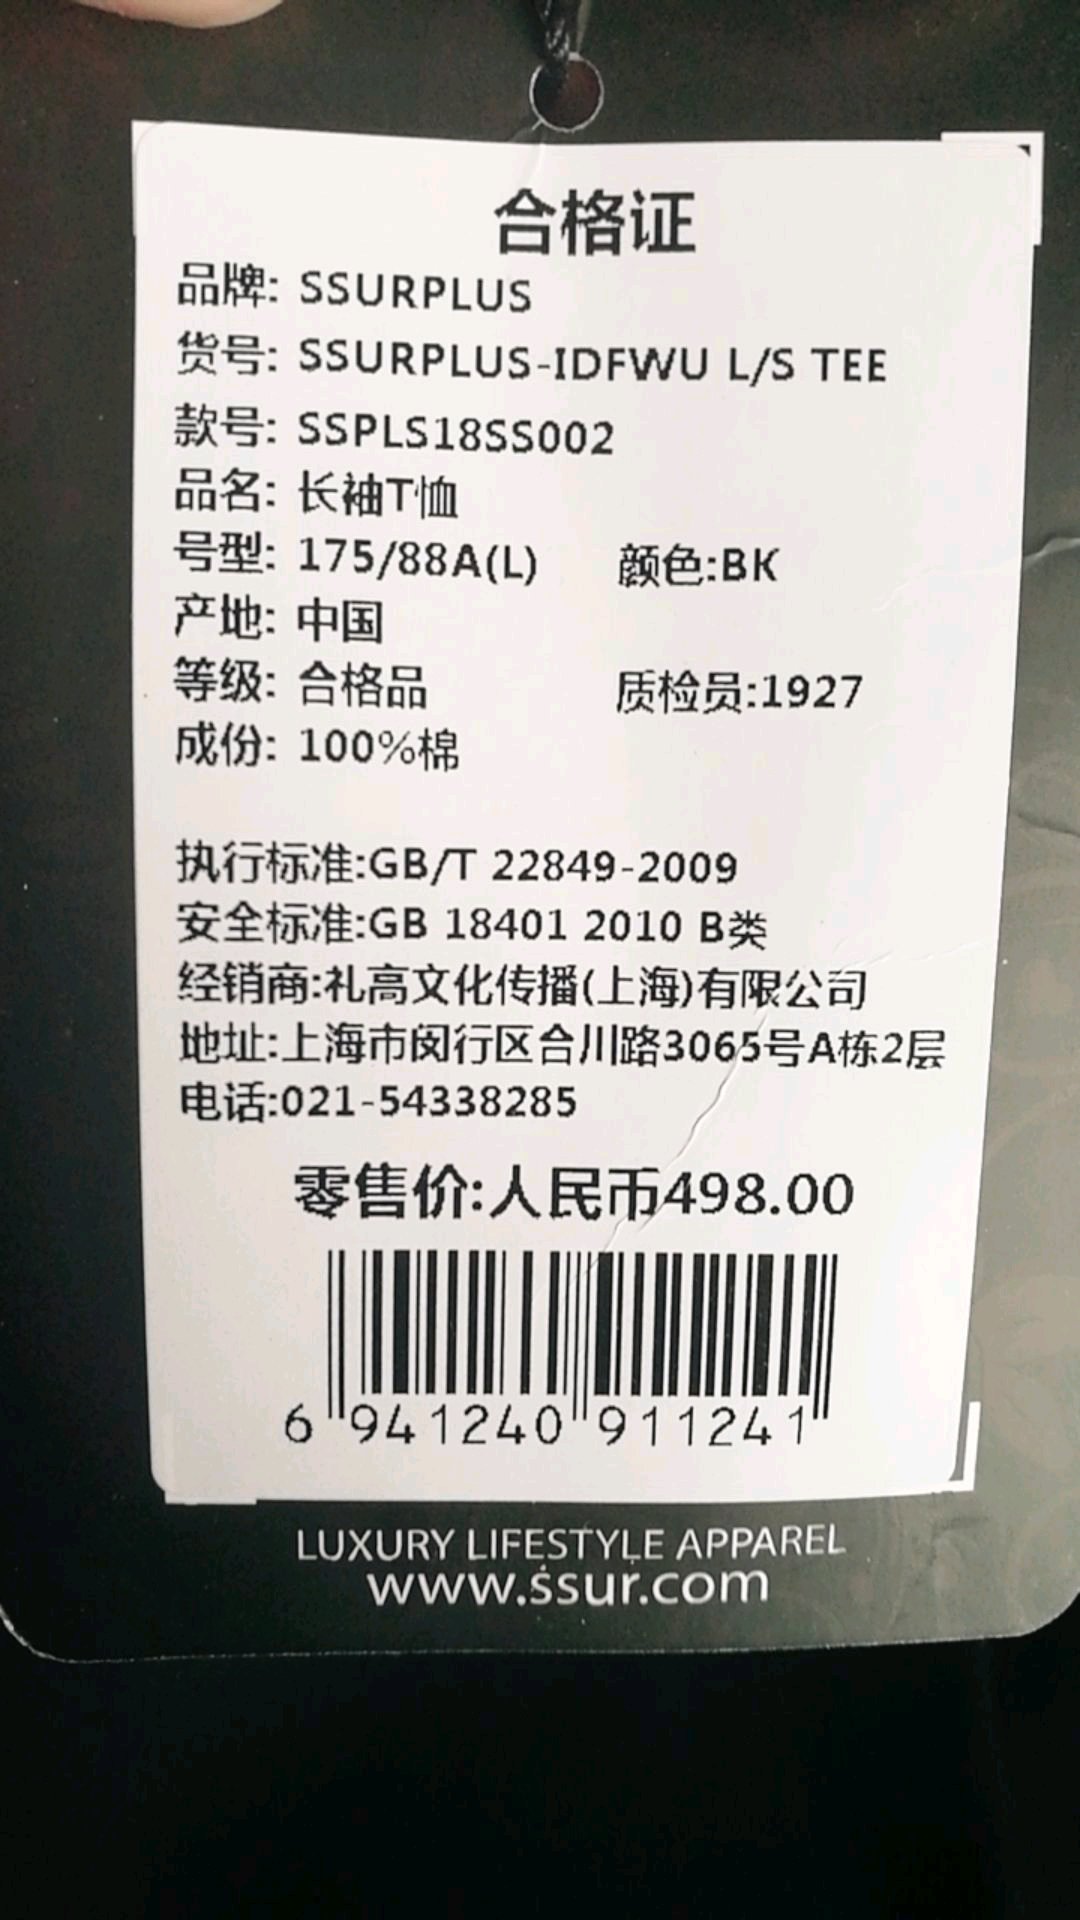 合格证
品牌: SSURPLUS
货号: SSURPLUS-IDFWU L/S TEE
款号: SSPLS18SS002
品名: 长袖T恤
号型: 175/88A(L) 颜色:BK
产地: 中国
等级: 合格品 质检员:1927
成份: 100%棉
执行标准:GB/T 22849-2009
安全标准:GB 18401 2010 B类
经销商:礼高文化传播(上海)有限公司
地址:上海市闵行区合川路3065号A栋2层
电话:021-54338285
零售价:人民币498.00
6 941240 911241
LUXURY LIFESTYLE APPAREL
www.ssur.com